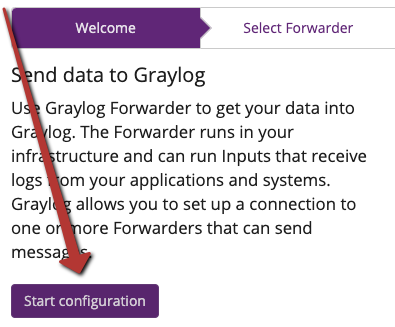 Welcome
Select Forwarder
Send data to Graylog
Use Graylog Forwarder to get your data into
Graylog. The Forwarder runs in your
infrastructure and can run Inputs that receive
logs from your applications and systems.
Graylog allows you to set up a connection to
one or more Forwarders that can send
messages.
Start configuration